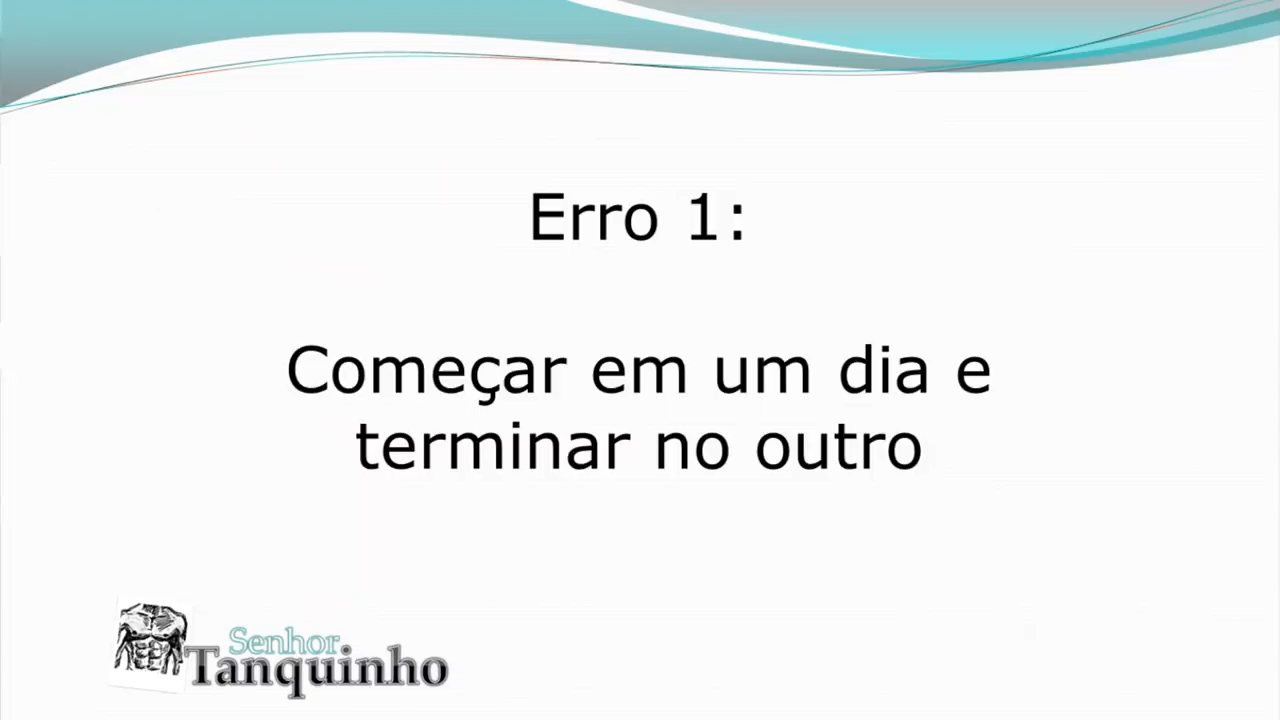 Erro 1:
Começar em um dia e
terminar no outro
Senhor
Tanquinho